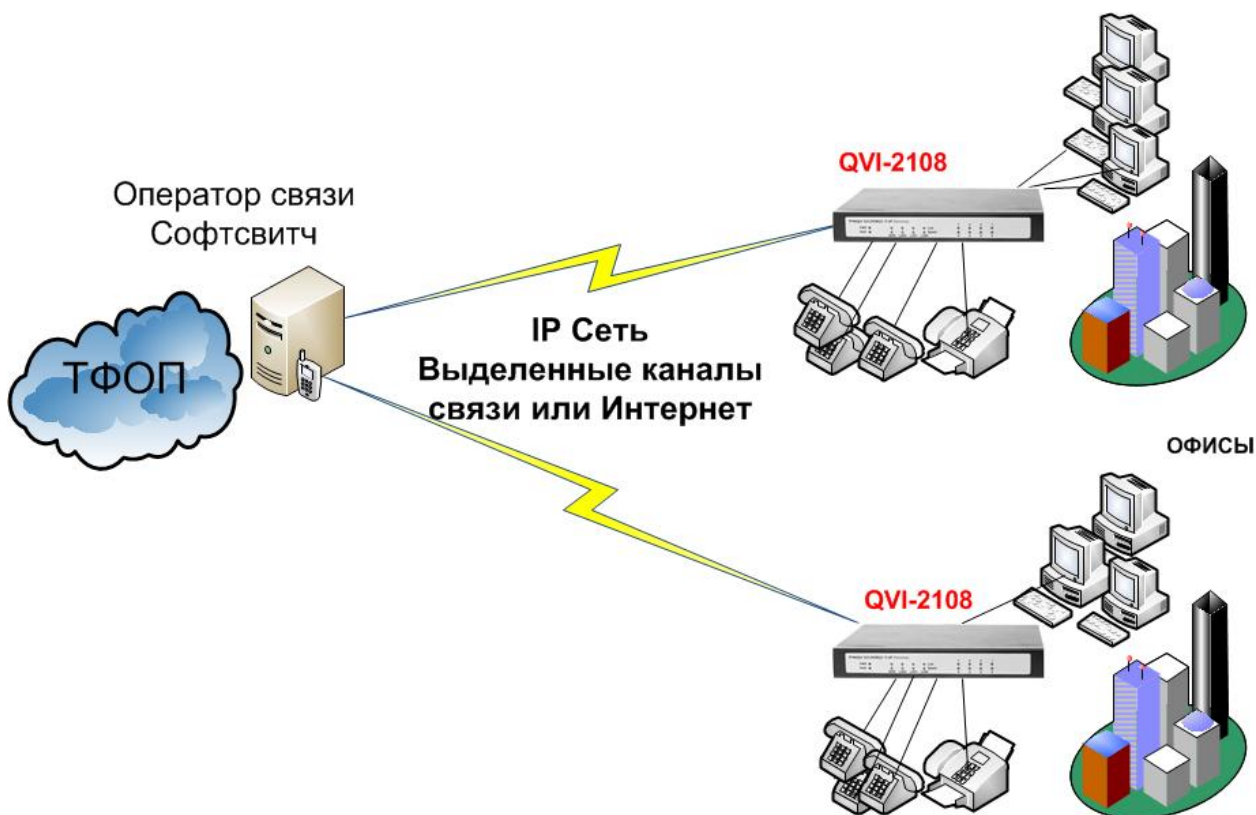 QVI-2108
Оператор связи
Софтсвитч
ТФОП
IP Сеть
Выделенные каналы
связи или Интернет
ОФИСЫ
QVI-2108